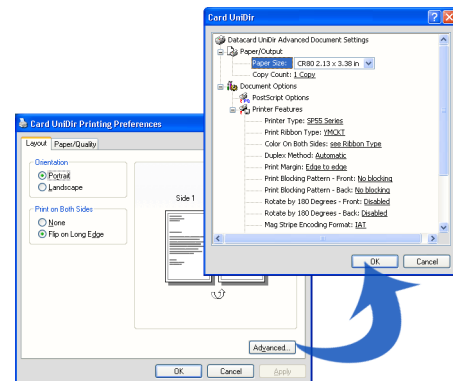 Card UniDir
Datacard UniDir Advanced Document Settings
Paper/Output
Paper Size: CR80 2.13 x 3.38 in
Copy Count: 1 Copy
Document Options
PostScript Options
Printer Features
Printer Type: SP55 Series
Print Ribbon Type: YMCKT
Color On Both Sides: see Ribbon Type
Duplex Method: Automatic
Print Margin: Edge to edge
Print Blocking Pattern - Front: No blocking
Print Blocking Pattern - Back: No blocking
Rotate by 180 Degrees - Front: Disabled
Rotate by 180 Degrees - Back: Disabled
Mag Stripe Encoding Format: IAT
OK Cancel
Card UniDir Printing Preferences
Layout Paper/Quality
Orientation
Portrait
Landscape
Print on Both Sides
None
Flip on Long Edge
Side 1
Advanced...
OK Cancel Apply